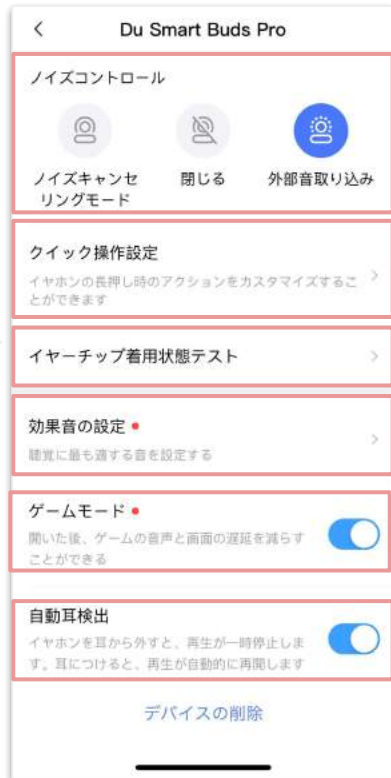 Du Smart Buds Pro
ノイズコントロール
ノイズキャンセ
リングモード
閉じる
外部音取り込み
クイック操作設定
イヤホンの長押し時のアクションをカスタマイズするこ
とができます
イヤーチップ着用状態テスト
効果音の設定
聴覚に最も適する音を設定する
ゲームモード
開いた後、ゲームの音声と画面の遅延を減らす
ことができる
自動耳検出
イヤホンを耳から外すと、再生が一時停止しま
す。耳につけると、再生が自動的に再開します
デバイスの削除